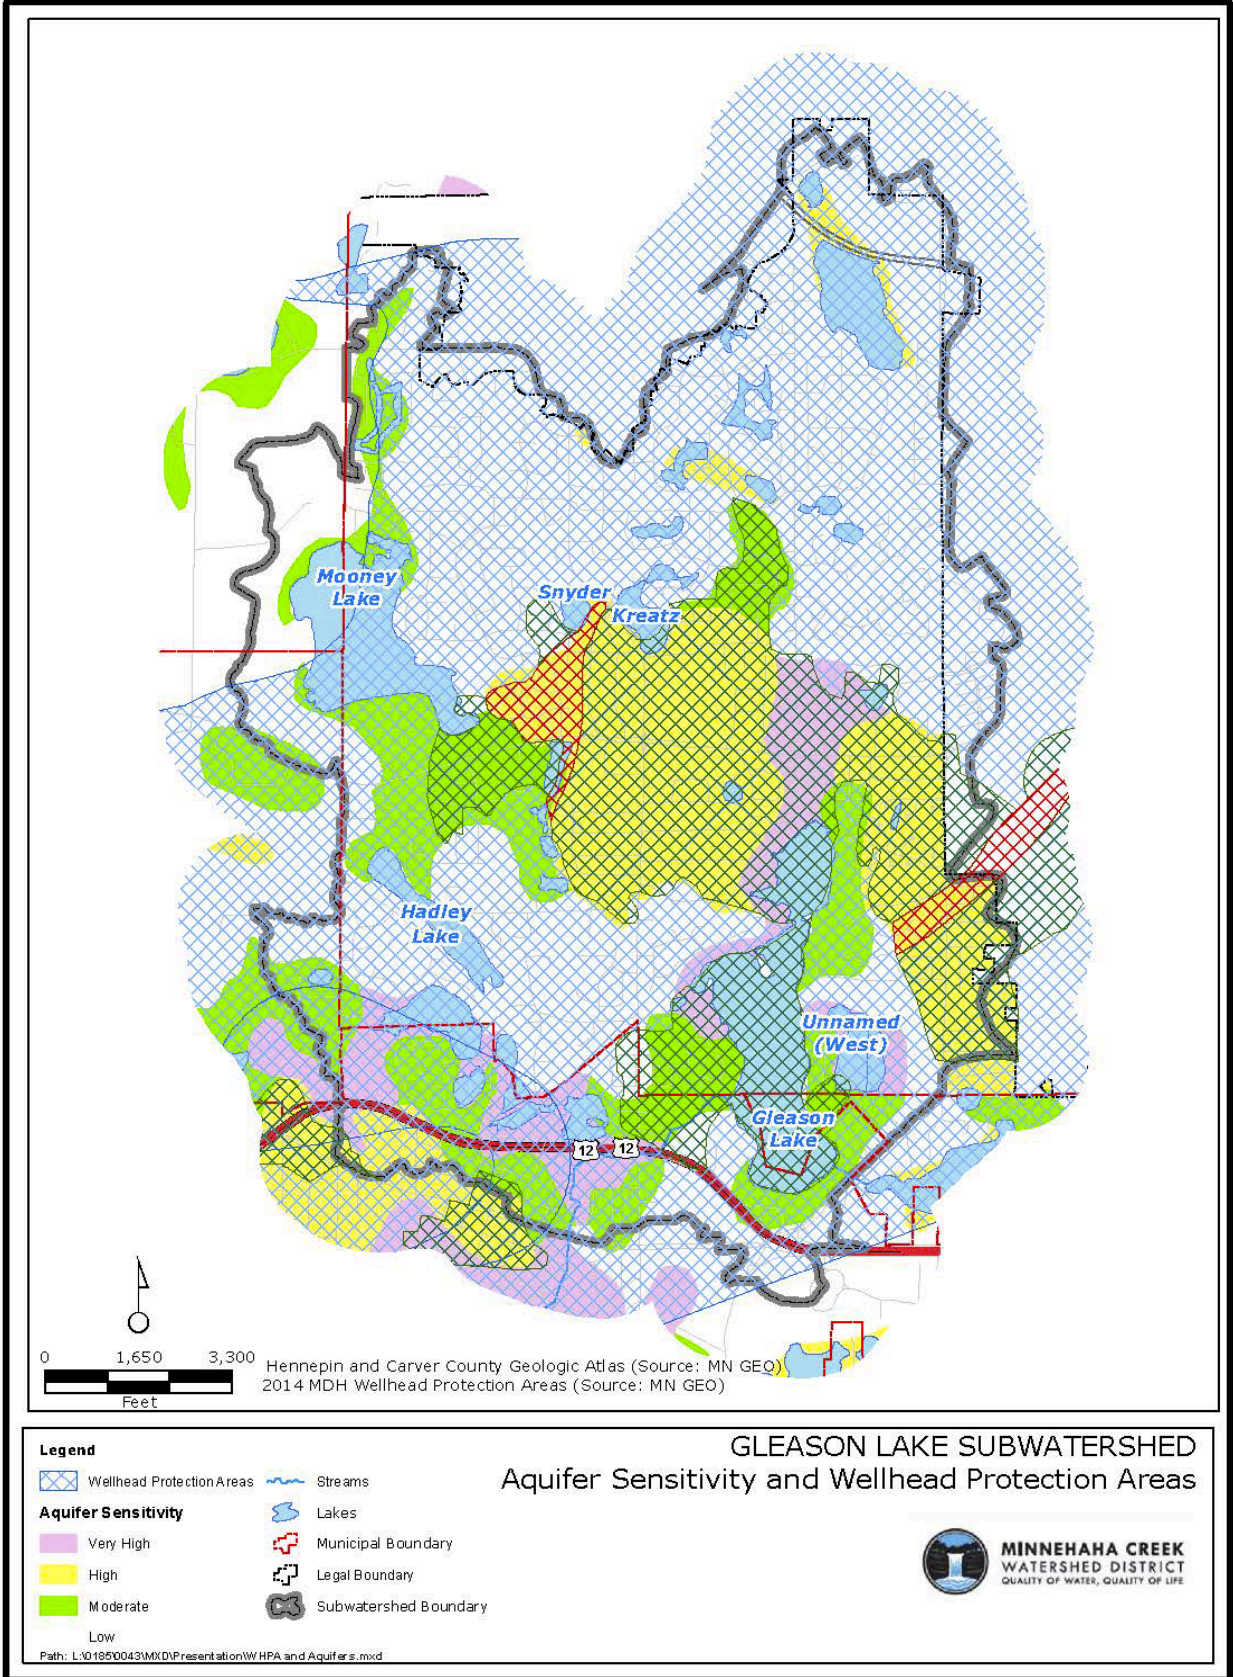 Mooney
Lake
Snyder
Kreatz
Hadley
Lake
Unnamed
(West)
Gleason
Lake
12
12
0 1,650 3,300
Feet
Hennepin and Carver County Geologic Atlas (Source: MN GEO)
2014 MDH Wellhead Protection Areas (Source: MN GEO)
GLEASON LAKE SUBWATERSHED
Aquifer Sensitivity and Wellhead Protection Areas
Legend
Wellhead Protection Areas
Aquifer Sensitivity
Very High
High
Moderate
Low
Streams
Lakes
Municipal Boundary
Legal Boundary
Subwatershed Boundary
MINNEHAHA CREEK
WATERSHED DISTRICT
QUALITY OF WATER, QUALITY OF LIFE
Path: L:\0185\0043\MXD\Presentation\WHPA and Aquifers.mxd